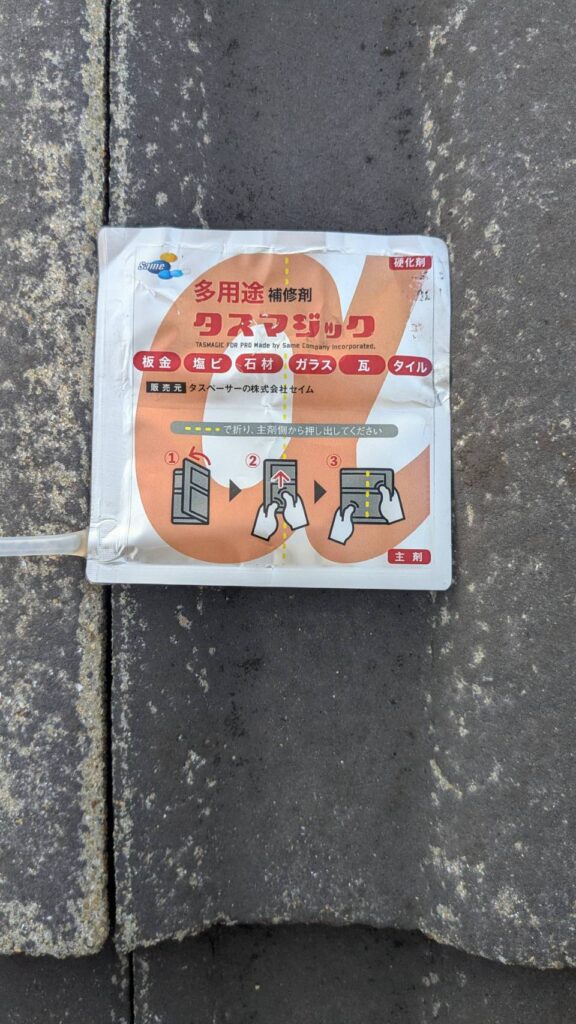 Same
硬化剤
多用途 補修剤
タスマジック
TASMAGIC FOR PRO Made by Same Company Incorporated.
板金 塩ビ 石材 ガラス 瓦 タイル
販売元 タスペーサーの株式会社セイム
で折り、主剤側から押し出してください
① ② ③
主剤